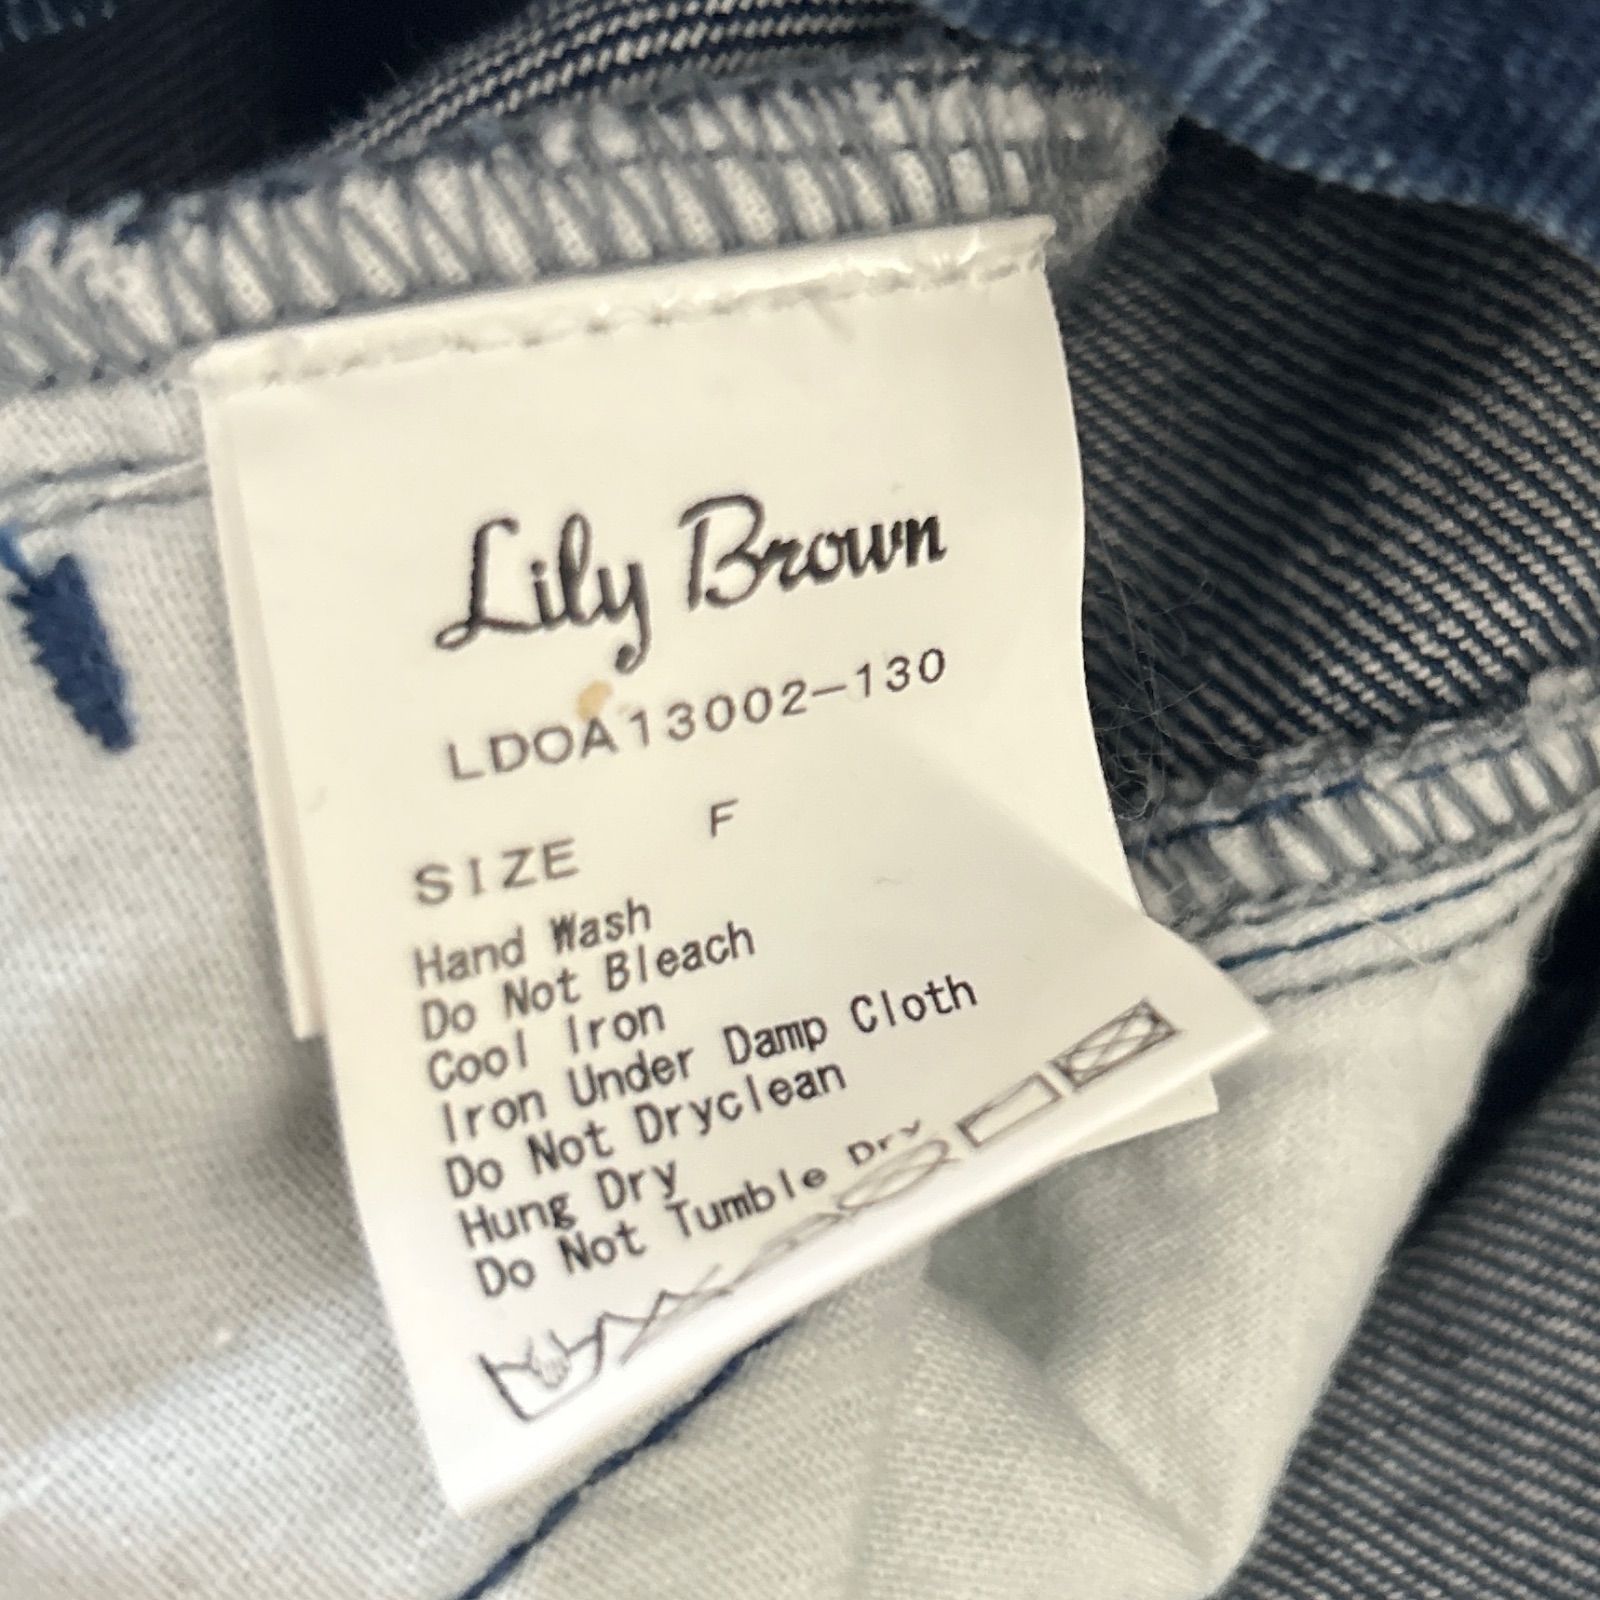 Lily Brown
LDOA13002-130
SIZE F
Hand Wash
Do Not Bleach
Cool Iron
Iron Under Damp Cloth
Do Not Dryclean
Hung Dry
Do Not Tumble Dry